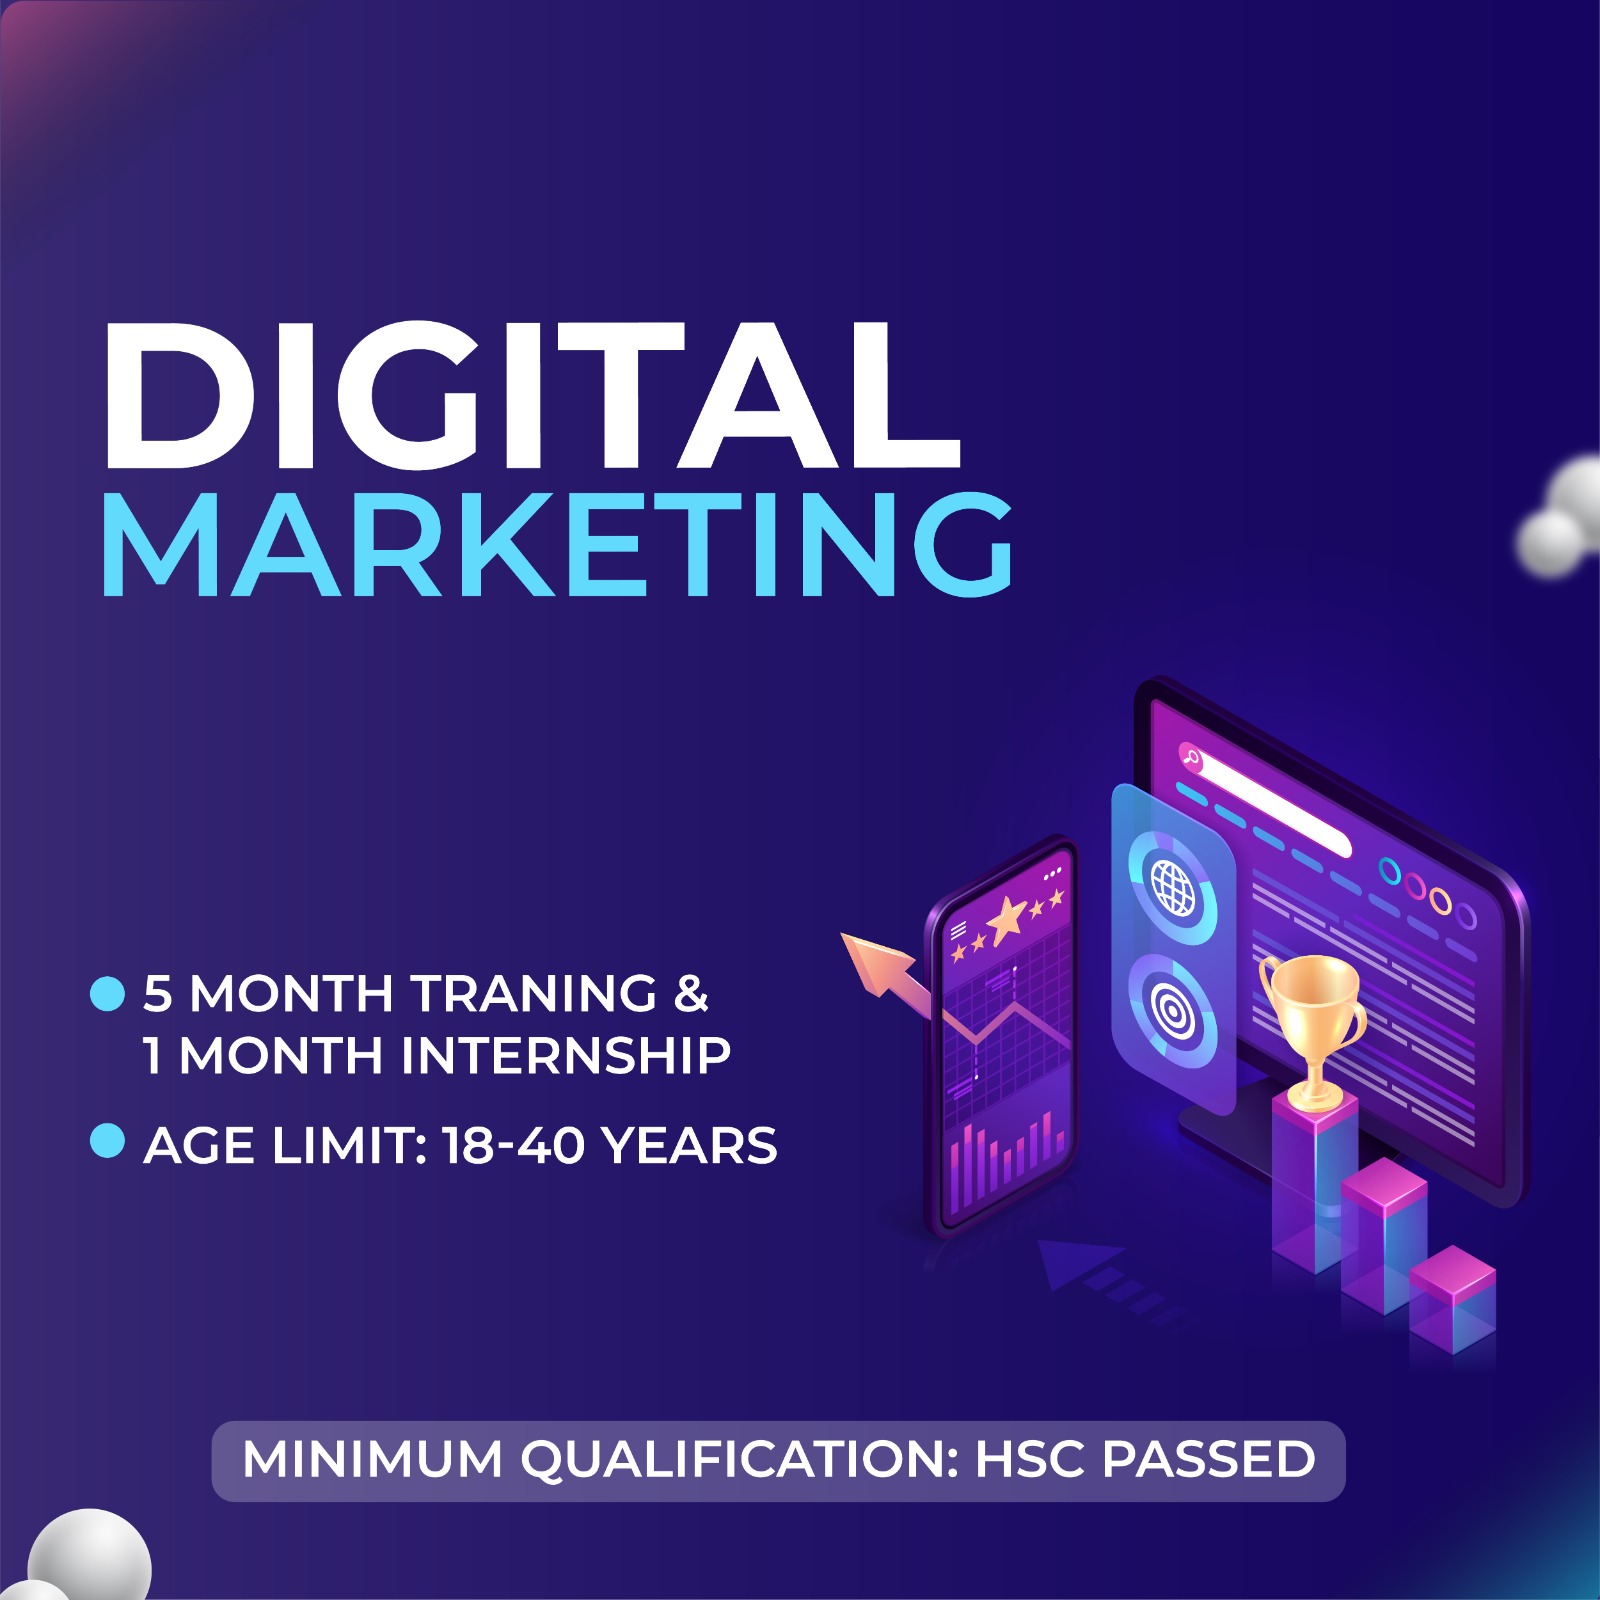 DIGITAL
MARKETING
5 MONTH TRANING &
1 MONTH INTERNSHIP
AGE LIMIT: 18-40 YEARS
MINIMUM QUALIFICATION: HSC PASSED